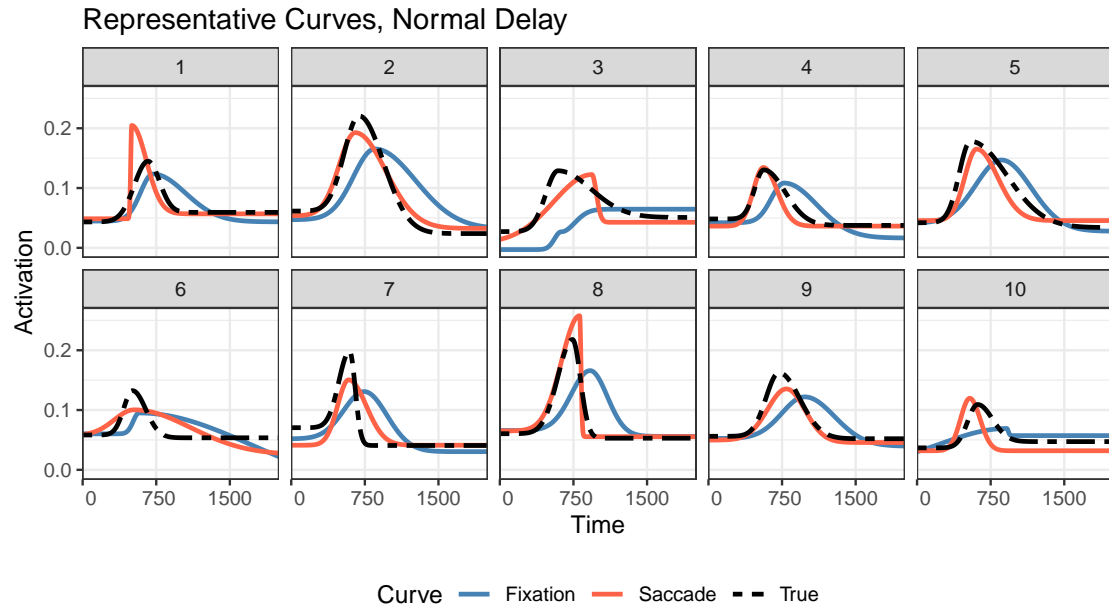 Representative Curves, Normal Delay
1 2 3 4 5
0.2
0.1
0.0
6 7 8 9 10
0.2
0.1
0.0
Activation
0 750 1500 0 750 1500 0 750 1500 0 750 1500 0 750 1500
Time
Curve Fixation Saccade True